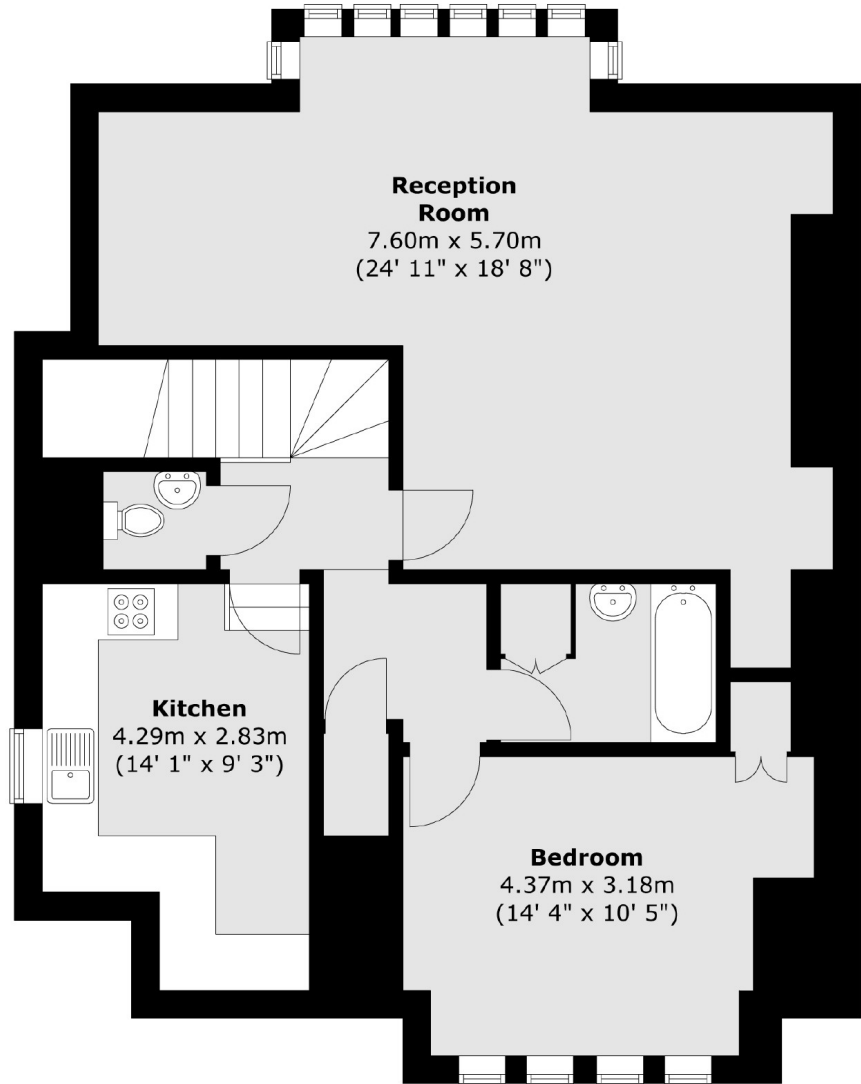 Reception
Room
7.60m x 5.70m
(24' 11" x 18' 8")
Kitchen
4.29m x 2.83m
(14' 1" x 9' 3")
Bedroom
4.37m x 3.18m
(14' 4" x 10' 5")